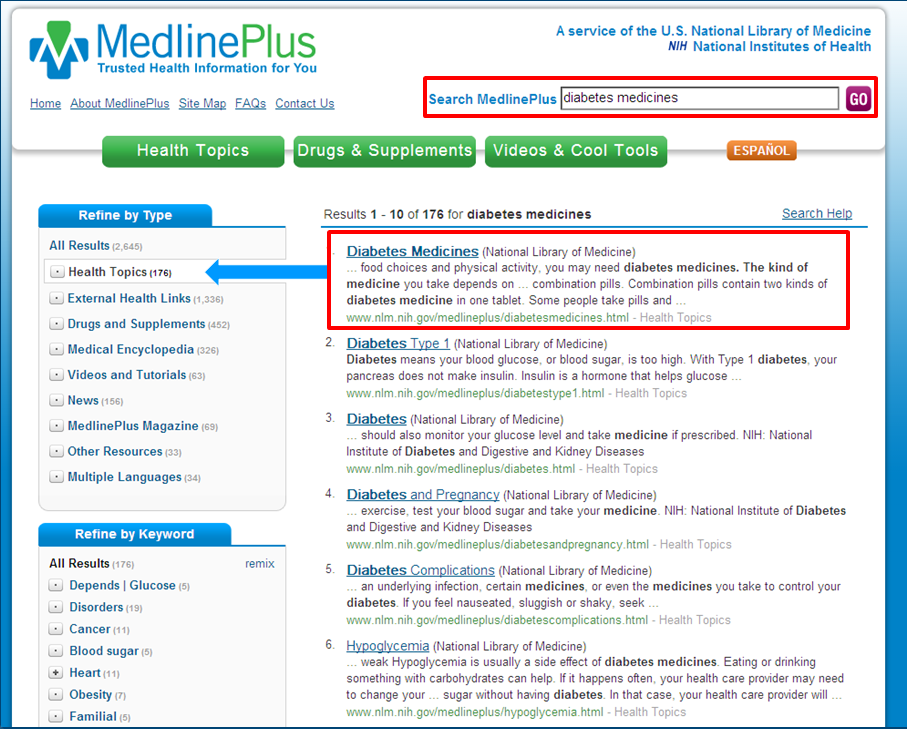 MedlinePlus
Trusted Health Information for You
A service of the U.S. National Library of Medicine
NIH National Institutes of Health
Home About MedlinePlus Site Map FAQs Contact Us
Search MedlinePlus diabetes medicines GO
Health Topics Drugs & Supplements Videos & Cool Tools ESPAÑOL
Refine by Type
All Results (2,645)
Health Topics (176)
External Health Links (1,336)
Drugs and Supplements (452)
Medical Encyclopedia (326)
Videos and Tutorials (63)
News (156)
MedlinePlus Magazine (69)
Other Resources (33)
Multiple Languages (34)
Refine by Keyword
All Results (176) remix
Depends | Glucose (5)
Disorders (19)
Cancer (11)
Blood sugar (5)
Heart (11)
Obesity (7)
Familial (5)
Results 1 - 10 of 176 for diabetes medicines Search Help
Diabetes Medicines (National Library of Medicine)
... food choices and physical activity, you may need diabetes medicines. The kind of
medicine you take depends on ... combination pills. Combination pills contain two kinds of
diabetes medicine in one tablet. Some people take pills and ...
www.nlm.nih.gov/medlineplus/diabetesmedicines.html - Health Topics
2. Diabetes Type 1 (National Library of Medicine)
Diabetes means your blood glucose, or blood sugar, is too high. With Type 1 diabetes, your
pancreas does not make insulin. Insulin is a hormone that helps glucose ...
www.nlm.nih.gov/medlineplus/diabetestype1.html - Health Topics
3. Diabetes (National Library of Medicine)
... should also monitor your glucose level and take medicine if prescribed. NIH: National
Institute of Diabetes and Digestive and Kidney Diseases
www.nlm.nih.gov/medlineplus/diabetes.html - Health Topics
4. Diabetes and Pregnancy (National Library of Medicine)
... exercise, test your blood sugar and take your medicine. NIH: National Institute of Diabetes
and Digestive and Kidney Diseases
www.nlm.nih.gov/medlineplus/diabetesandpregnancy.html - Health Topics
5. Diabetes Complications (National Library of Medicine)
... an underlying infection, certain medicines, or even the medicines you take to control your
diabetes. If you feel nauseated, sluggish or shaky, seek ...
www.nlm.nih.gov/medlineplus/diabetescomplications.html - Health Topics
6. Hypoglycemia (National Library of Medicine)
... weak Hypoglycemia is usually a side effect of diabetes medicines. Eating or drinking
something with carbohydrates can help. If it happens often, your health care provider may need
to change your ... sugar without having diabetes. In that case, your health care provider will ...
www.nlm.nih.gov/medlineplus/hypoglycemia.html - Health Topics